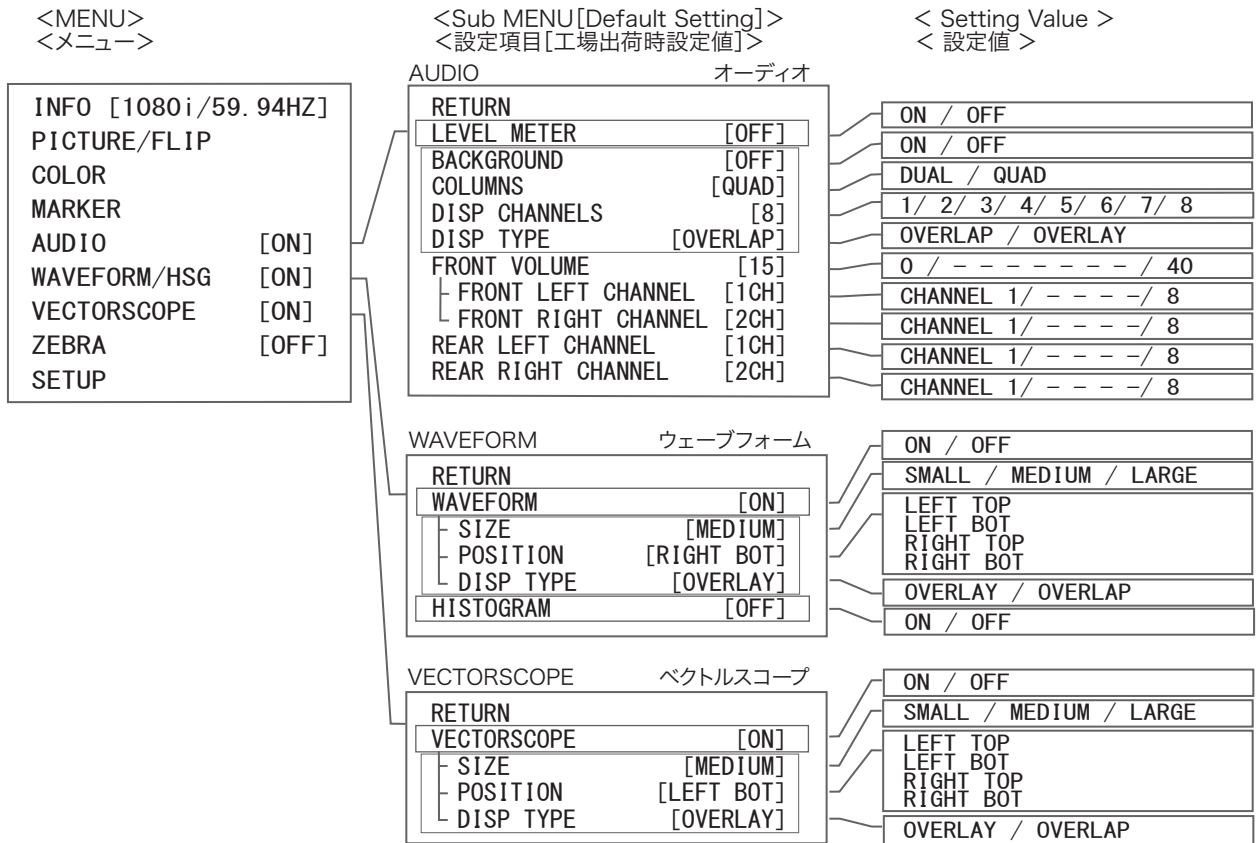 <MENU>
<メニュー>
<Sub MENU[Default Setting]>
<設定項目[工場出荷時設定値]>
< Setting Value >
< 設定値 >
INFO [1080i/59.94HZ]
PICTURE/FLIP
COLOR
MARKER
AUDIO [ON]
WAVEFORM/HSG [ON]
VECTORSCOPE [ON]
ZEBRA [OFF]
SETUP
AUDIO オーディオ
RETURN
LEVEL METER [OFF]
BACKGROUND [OFF]
COLUMNS [QUAD]
DISP CHANNELS [8]
DISP TYPE [OVERLAP]
FRONT VOLUME [15]
FRONT LEFT CHANNEL [1CH]
FRONT RIGHT CHANNEL [2CH]
REAR LEFT CHANNEL [1CH]
REAR RIGHT CHANNEL [2CH]
ON / OFF
ON / OFF
DUAL / QUAD
1/ 2/ 3/ 4/ 5/ 6/ 7/ 8
OVERLAP / OVERLAY
0 / - - - - - - - / 40
CHANNEL 1/ - - - -/ 8
CHANNEL 1/ - - - -/ 8
CHANNEL 1/ - - - -/ 8
CHANNEL 1/ - - - -/ 8
WAVEFORM ウェーブフォーム
RETURN
WAVEFORM [ON]
SIZE [MEDIUM]
POSITION [RIGHT BOT]
DISP TYPE [OVERLAY]
HISTOGRAM [OFF]
ON / OFF
SMALL / MEDIUM / LARGE
LEFT TOP
LEFT BOT
RIGHT TOP
RIGHT BOT
OVERLAY / OVERLAP
ON / OFF
VECTORSCOPE ベクトルスコープ
RETURN
VECTORSCOPE [ON]
SIZE [MEDIUM]
POSITION [LEFT BOT]
DISP TYPE [OVERLAY]
ON / OFF
SMALL / MEDIUM / LARGE
LEFT TOP
LEFT BOT
RIGHT TOP
RIGHT BOT
OVERLAY / OVERLAP